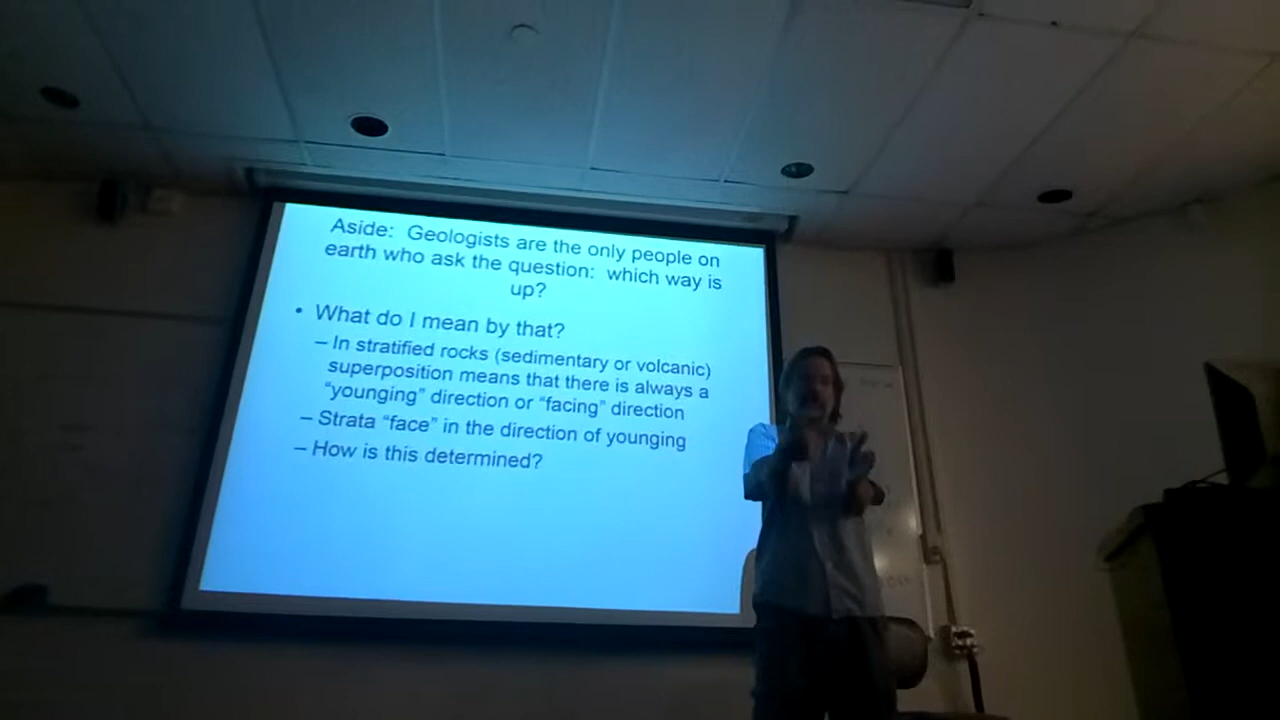 Aside: Geologists are the only people on
earth who ask the question: which way is
up?
• What do I mean by that?
– In stratified rocks (sedimentary or volcanic)
superposition means that there is always a
“younging” direction or “facing” direction
– Strata “face” in the direction of younging
– How is this determined?